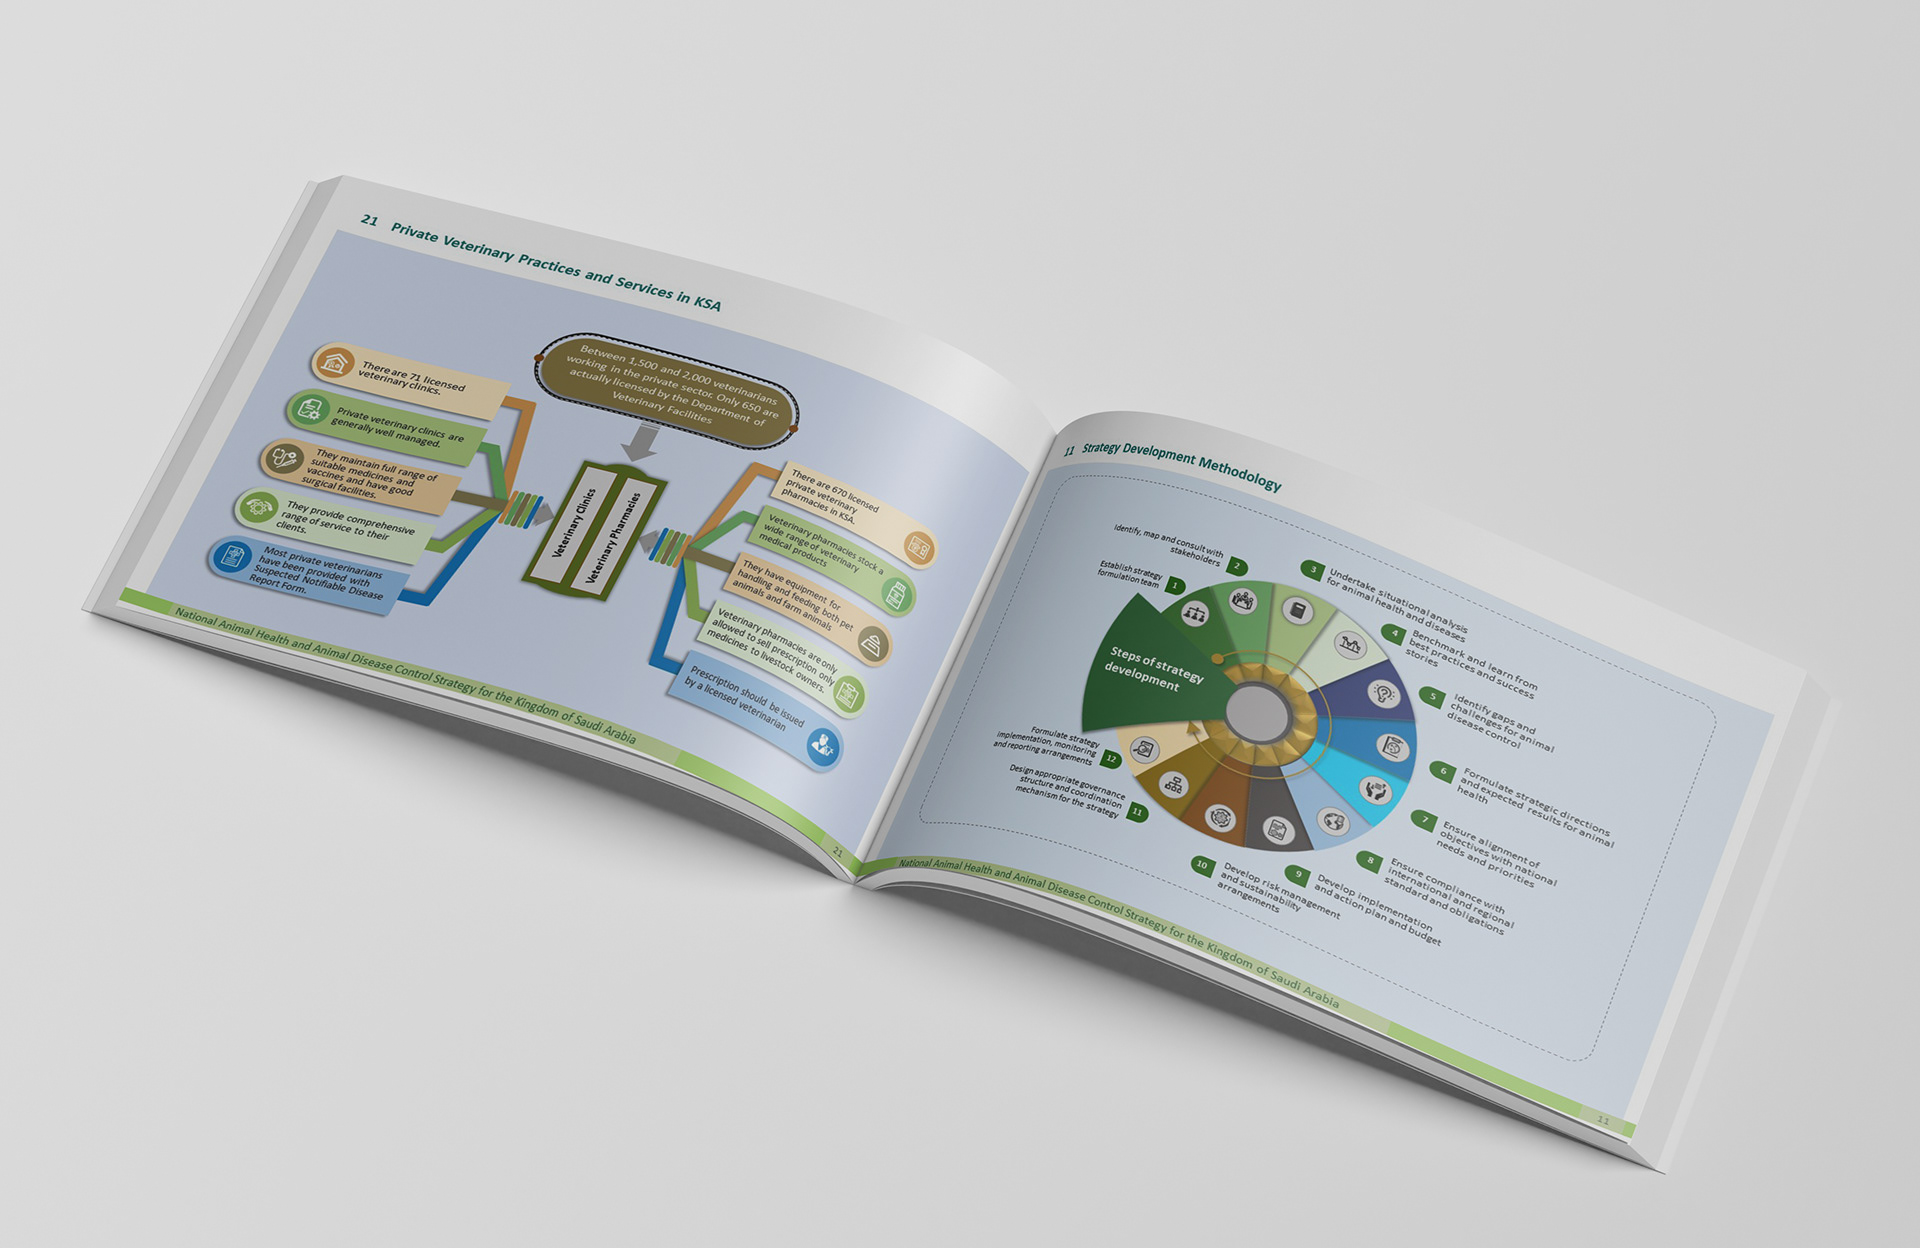 21 Private Veterinary Practices and Services in KSA
Between 1,500 and 2,000 veterinarians
working in the private sector. Only 650 are
actually licensed by the Department of
Veterinary Facilities
There are 71 licensed
veterinary clinics.
Private veterinary clinics are
generally well managed.
They maintain full range of
suitable medicines and
vaccines and have good
surgical facilities.
They provide comprehensive
range of service to their
clients.
Most private veterinarians
have been provided with
Suspected Notifiable Disease
Report Form.
Veterinary Clinics
Veterinary Pharmacies
There are 670 licensed
private veterinary
pharmacies in KSA.
Veterinary pharmacies stock a
wide range of veterinary
medical products
They have equipment for
handling and feeding both pet
animals and farm animals
Veterinary pharmacies are only
allowed to sell prescription only
medicines to livestock owners.
Prescription should be issued
by a licensed veterinarian
National Animal Health and Animal Disease Control Strategy for the Kingdom of Saudi Arabia
21
11 Strategy Development Methodology
Steps of strategy
development
1
Establish strategy
formulation team
2
Identify, map and consult with
stakeholders
3
Undertake situational analysis
for animal health and diseases
4
Benchmark and learn from
best practices and success
stories
5
Identify gaps and
challenges for animal
disease control
6
Formulate strategic directions
and expected results for animal
health
7
Ensure alignment of
objectives with national
needs and priorities
8
Ensure compliance with
international and regional
standard and obligations
9
Develop implementation
and action plan and budget
10
Develop risk management
and sustainability
arrangements
11
Design appropriate governance
structure and coordination
mechanism for the strategy
12
Formulate strategy
implementation, monitoring
and reporting arrangements
National Animal Health and Animal Disease Control Strategy for the Kingdom of Saudi Arabia
11